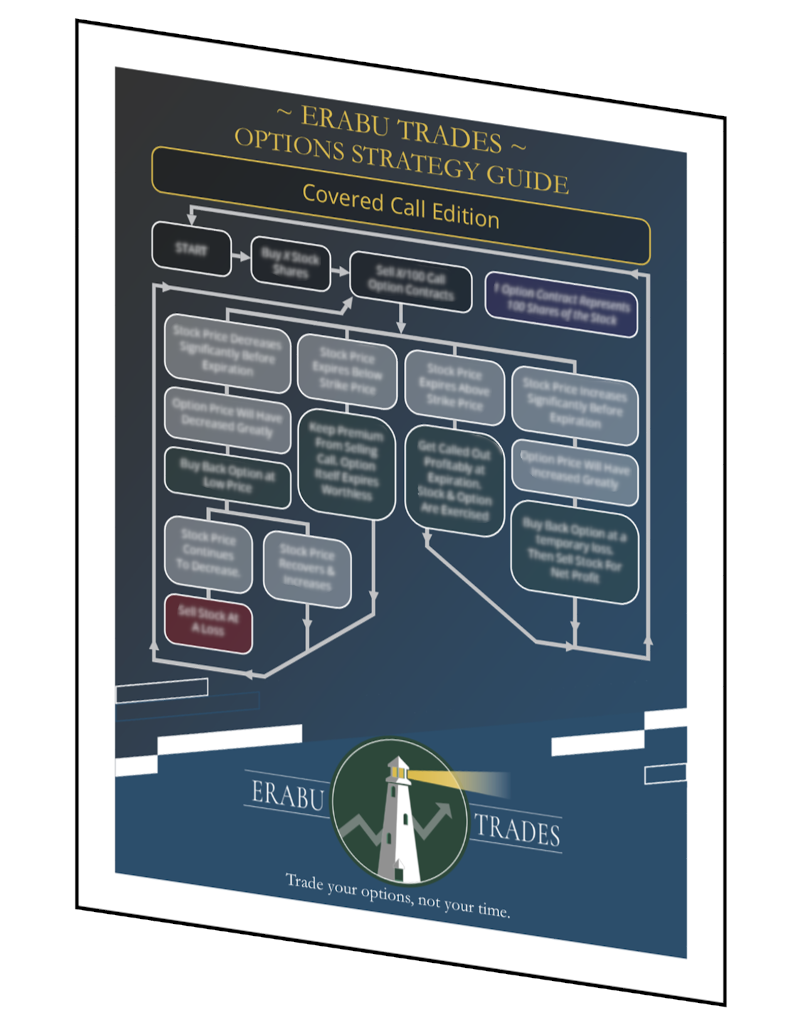 ~ ERABU TRADES ~
OPTIONS STRATEGY GUIDE
Covered Call Edition
START
Buy # Stock
Shares
Sell #/100 Call
Option Contracts
1 Option Contract Represents
100 Shares of the Stock
Stock Price Decreases
Significantly Before
Expiration
Stock Price
Expires Below
Strike Price
Stock Price
Expires Above
Strike Price
Stock Price Increases
Significantly Before
Expiration
Option Price Will Have
Decreased Greatly
Keep Premium
From Selling
Call. Option
Itself Expires
Worthless
Get Called Out
Profitably at
Expiration.
Stock & Option
Are Exercised
Option Price Will Have
Increased Greatly
Buy Back Option at
Low Price
Buy Back Option at a
temporary loss.
Then Sell Stock For
Net Profit
Stock Price
Continues
To Decrease.
Stock Price
Recovers &
Increases
Sell Stock At
A Loss
ERABU
TRADES
Trade your options, not your time.